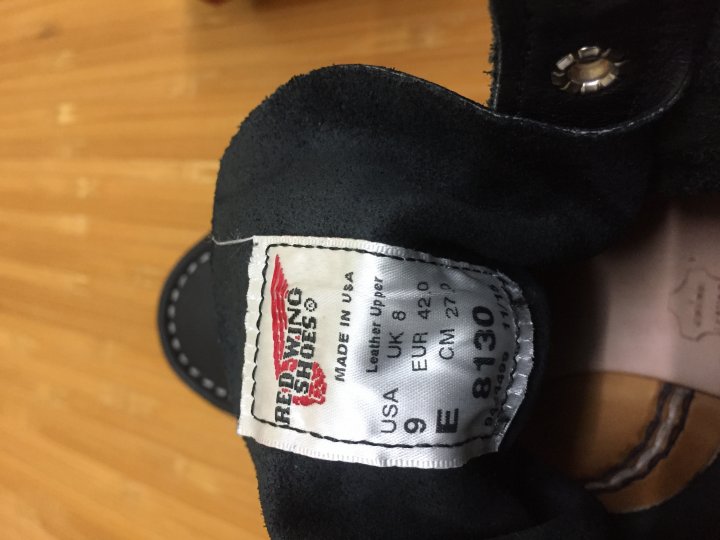 RED WING
SHOES ®
MADE IN USA
Leather Upper
USA UK 8
9 EUR 42.0
E CM 27.0
8130